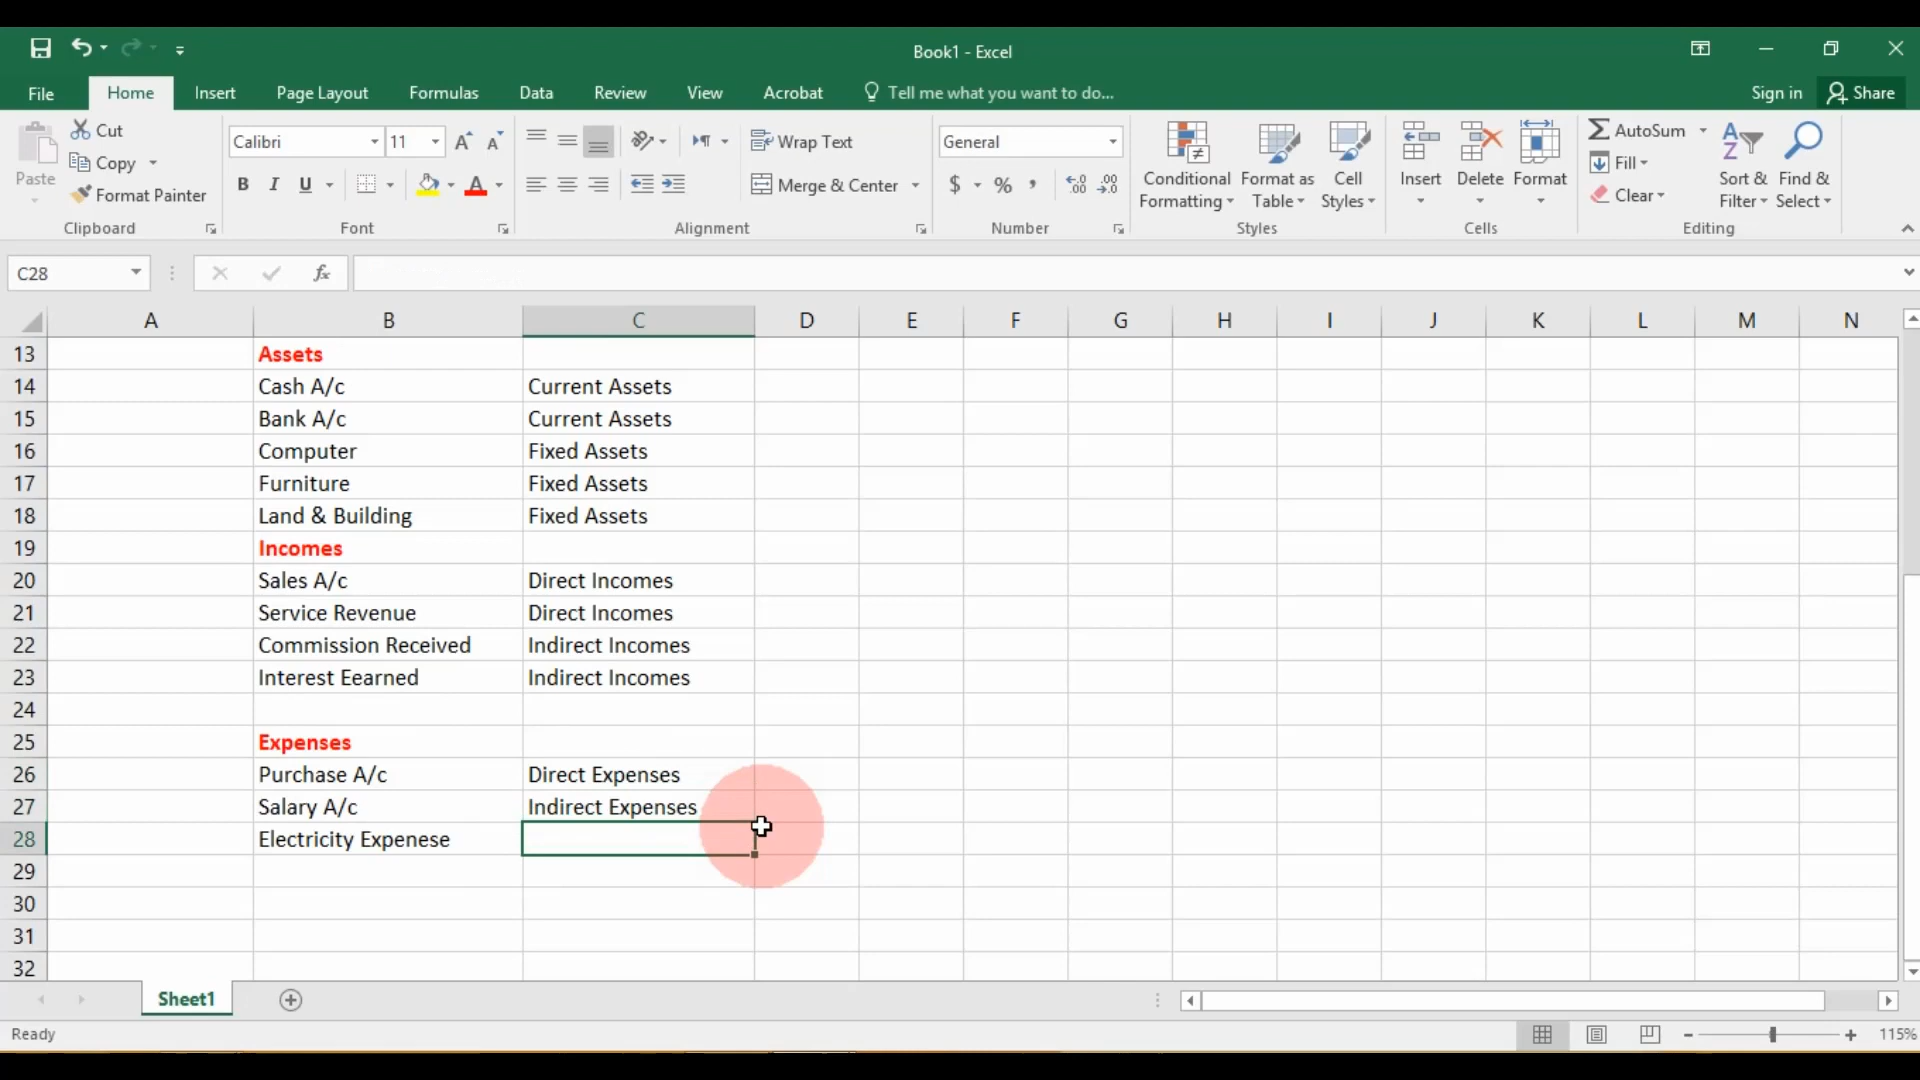 Book1 - Excel
File Home Insert Page Layout Formulas Data Review View Acrobat Tell me what you want to do... Sign in Share
Paste
Cut
Copy
Format Painter
Clipboard
Calibri 11 A A
B I U A
Font
Wrap Text
Merge & Center
Alignment
General
$ % , .00 .00
Number
Conditional Formatting
Format as Table
Cell Styles
Styles
Insert Delete Format
Cells
AutoSum
Fill
Clear
Sort & Filter
Find & Select
Editing
C28 fx
A B C D E F G H I J K L M N
13 Assets
14 Cash A/c Current Assets
15 Bank A/c Current Assets
16 Computer Fixed Assets
17 Furniture Fixed Assets
18 Land & Building Fixed Assets
19 Incomes
20 Sales A/c Direct Incomes
21 Service Revenue Direct Incomes
22 Commission Received Indirect Incomes
23 Interest Eearned Indirect Incomes
24
25 Expenses
26 Purchase A/c Direct Expenses
27 Salary A/c Indirect Expenses
28 Electricity Expenese
29
30
31
32
Sheet1
Ready 115%